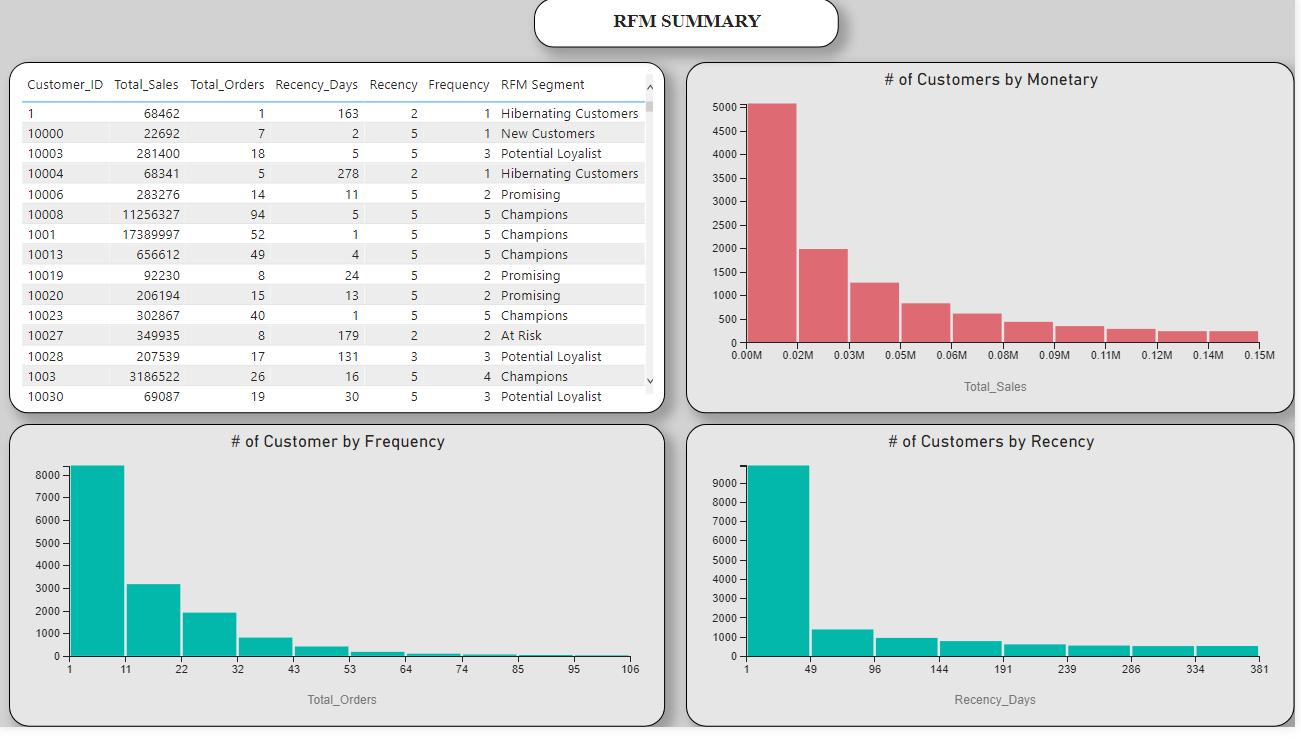 RFM SUMMARY
Customer_ID Total_Sales Total_Orders Recency_Days Recency Frequency RFM Segment
1 68462 1 163 2 1 Hibernating Customers
10000 22692 7 2 5 1 New Customers
10003 281400 18 5 5 3 Potential Loyalist
10004 68341 5 278 2 1 Hibernating Customers
10006 283276 14 11 5 2 Promising
10008 11256327 94 5 5 5 Champions
1001 17389997 52 1 5 5 Champions
10013 656612 49 4 5 5 Champions
10019 92230 8 24 5 2 Promising
10020 206194 15 13 5 2 Promising
10023 302867 40 1 5 5 Champions
10027 349935 8 179 2 2 At Risk
10028 207539 17 131 3 3 Potential Loyalist
1003 3186522 26 16 5 4 Champions
10030 69087 19 30 5 3 Potential Loyalist
# of Customers by Monetary
5000
4500
4000
3500
3000
2500
2000
1500
1000
500
0
0.00M 0.02M 0.03M 0.05M 0.06M 0.08M 0.09M 0.11M 0.12M 0.14M 0.15M
Total_Sales
# of Customer by Frequency
8000
7000
6000
5000
4000
3000
2000
1000
0
1 11 22 32 43 53 64 74 85 95 106
Total_Orders
# of Customers by Recency
9000
8000
7000
6000
5000
4000
3000
2000
1000
0
1 49 96 144 191 239 286 334 381
Recency_Days